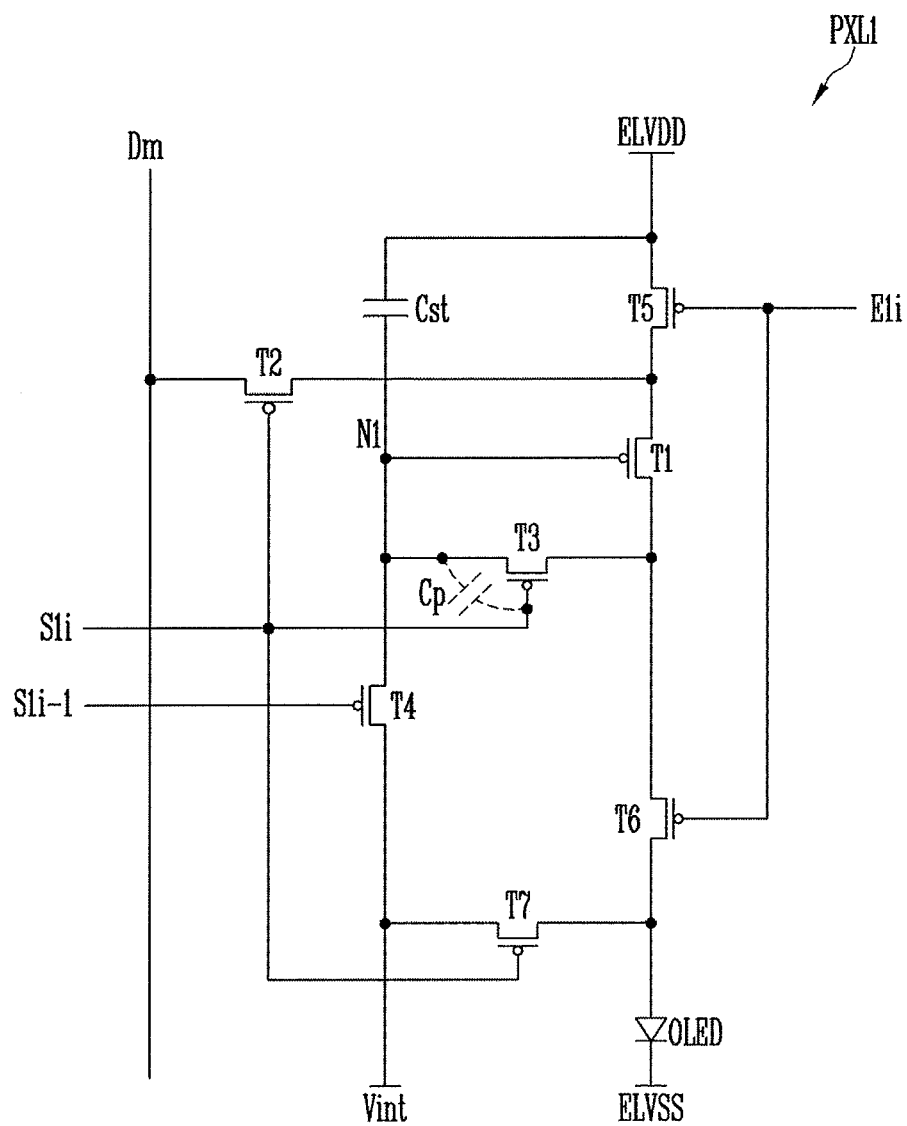 PXL1
Dm
ELVDD
Cst
T5
E1i
T2
N1
T1
T3
Cp
S1i
S1i-1
T4
T6
T7
OLED
Vint
ELVSS